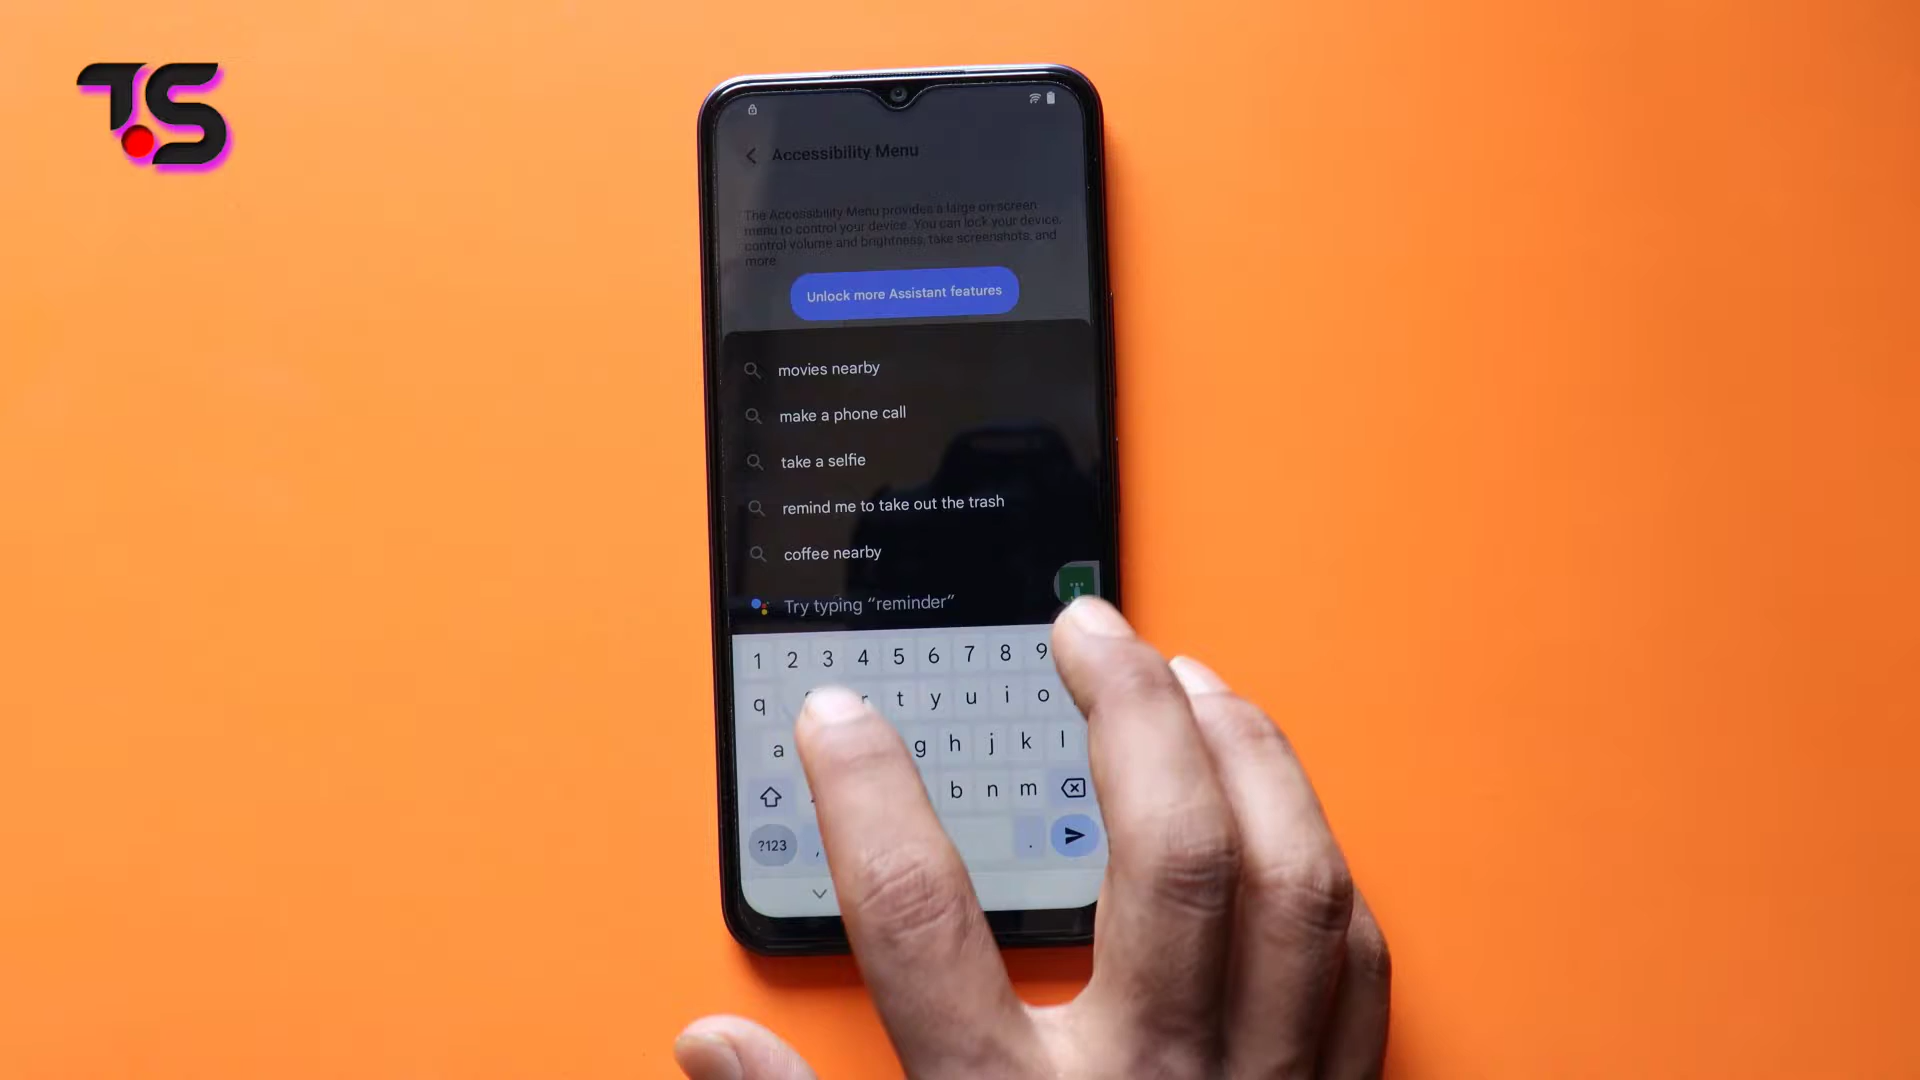 TS
Accessibility Menu
The Accessibility Menu provides a large on-screen
menu to control your device. You can lock your device,
control volume and brightness, take screenshots, and
more.
Unlock more Assistant features
movies nearby
make a phone call
take a selfie
remind me to take out the trash
coffee nearby
Try typing “reminder”
1 2 3 4 5 6 7 8 9
q r t y u i o
a g h j k l
b n m
?123 , .